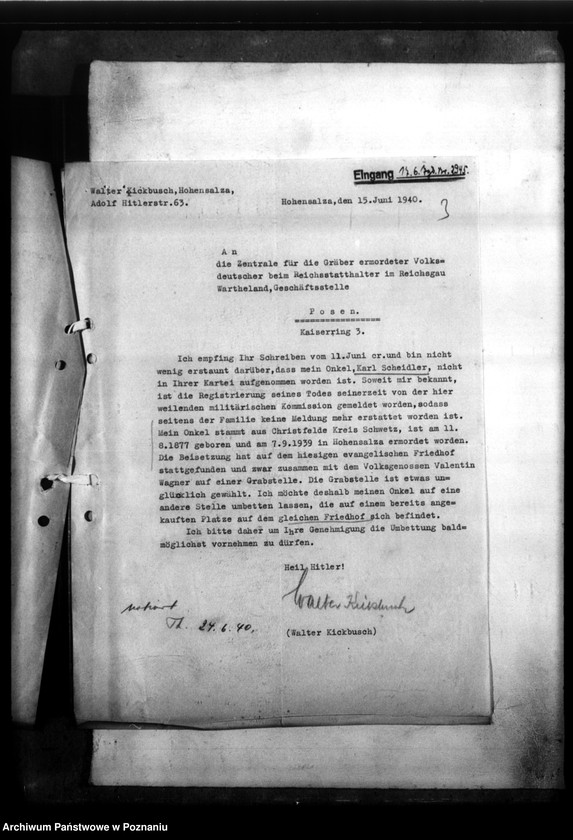 Eingang
Walter Kickbusch,Hohensalza,
Adolf Hitlerstr.63.
Hohensalza,den 15.Juni 1940.
3
A n
die Zentrale für die Gräber ermordeter Volks=
deutscher beim Reichsstatthalter im Reichsgau
Wartheland,Geschäftsstelle
P o s e n.
Kaiserring 3.
Ich empfing Ihr Schreiben vom 11.Juni cr.und bin nicht
wenig erstaunt darüber,dass mein Onkel,Karl Scheidler, nicht
in Ihrer Kartei aufgenommen worden ist. Soweit mir bekannt,
ist die Registrierung seines Todes seinerzeit von der hier
weilenden militärischen Kommission gemeldet worden,sodass
seitens der Familie keine Meldung mehr erstattet worden ist.
Mein Onkel stammt aus Christfelde Kreis Schwetz, ist am 11.
8.1877 geboren und am 7.9.1939 in Hohensalza ermordet worden.
Die Beisetzung hat auf dem hiesigen evangelischen Friedhof
stattgefunden und zwar zusammen mit dem Volksgenossen Valentin
Wagner auf einer Grabstelle. Die Grabstelle ist etwas un=
glücklich gewählt. Ich möchte deshalb meinen Onkel auf eine
andere Stelle umbetten lassen, die auf einem bereits ange=
kauften Platze auf dem gleichen Friedhof sich befindet.
Ich bitte daher um Ihre Genehmigung die Umbettung bald=
möglichst vornehmen zu dürfen.
Heil Hitler!
Walter Kickbusch
24.6.40.
(Walter Kickbusch)
Archiwum Państwowe w Poznaniu